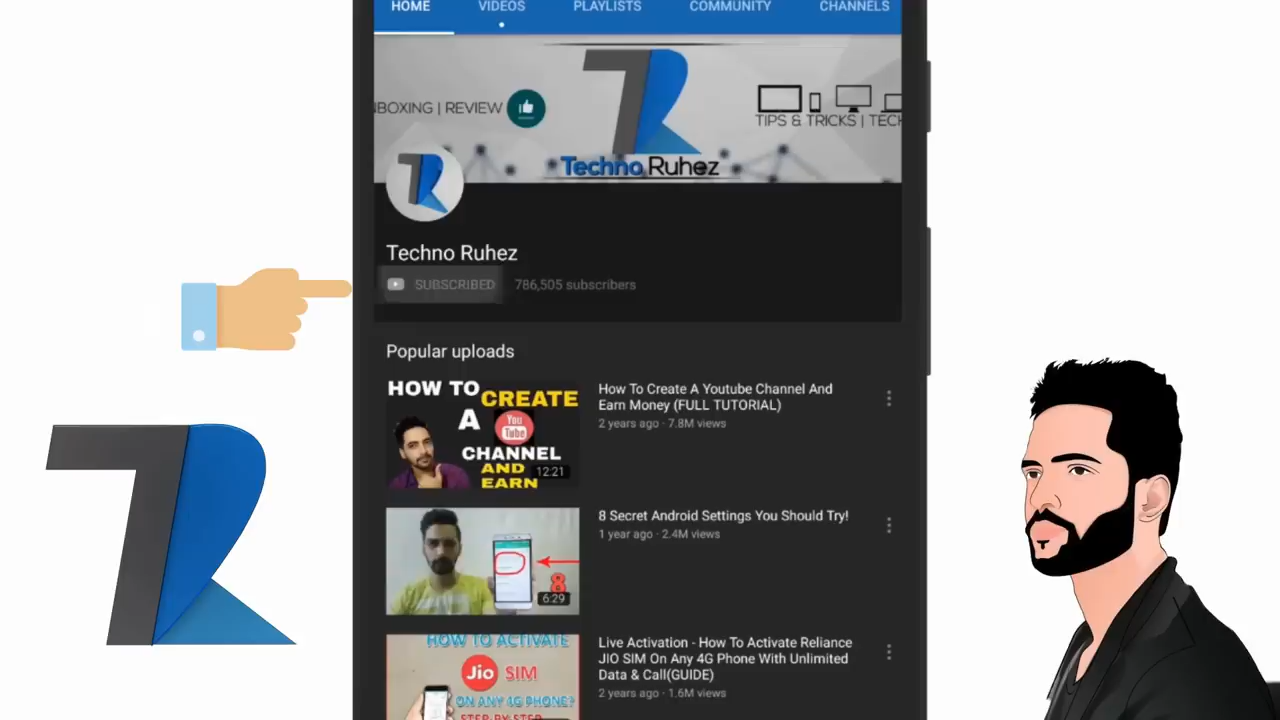 HOME VIDEOS PLAYLISTS COMMUNITY CHANNELS
NBOXING | REVIEW
TIPS & TRICKS | TECH
Techno Ruhez
Techno Ruhez
SUBSCRIBED 786,505 subscribers
Popular uploads
HOW TO CREATE
A You Tube
CHANNEL
AND
EARN
12:21
How To Create A Youtube Channel And
Earn Money (FULL TUTORIAL)
2 years ago · 7.8M views
8
6:29
8 Secret Android Settings You Should Try!
1 year ago · 2.4M views
HOW TO ACTIVATE
Jio SIM
ON ANY 4G PHONE?
STEP-BY STEP
Live Activation - How To Activate Reliance
JIO SIM On Any 4G Phone With Unlimited
Data & Call(GUIDE)
2 years ago · 1.6M views